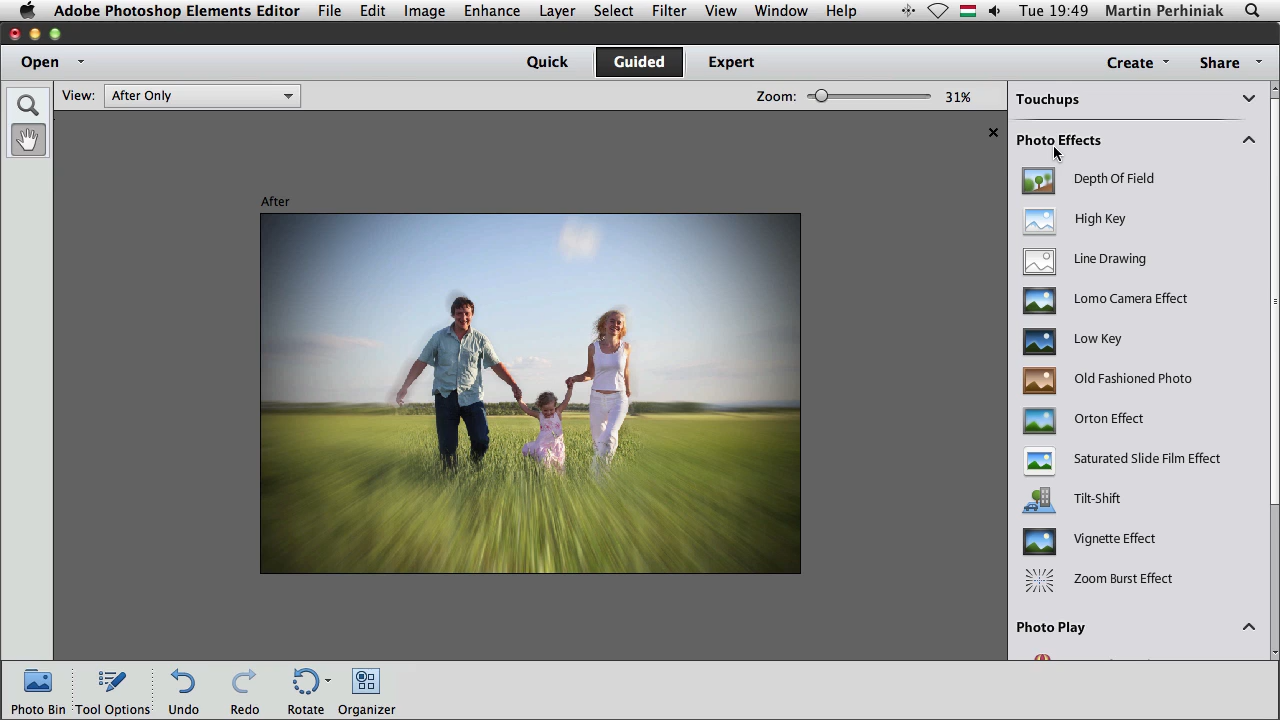 Adobe Photoshop Elements Editor File Edit Image Enhance Layer Select Filter View Window Help Tue 19:49 Martin Perhiniak
Open Quick Guided Expert Create Share
View: After Only Zoom: 31%
Touchups
Photo Effects
Depth Of Field
After
High Key
Line Drawing
Lomo Camera Effect
Low Key
Old Fashioned Photo
Orton Effect
Saturated Slide Film Effect
Tilt-Shift
Vignette Effect
Zoom Burst Effect
Photo Play
Photo Bin Tool Options Undo Redo Rotate Organizer